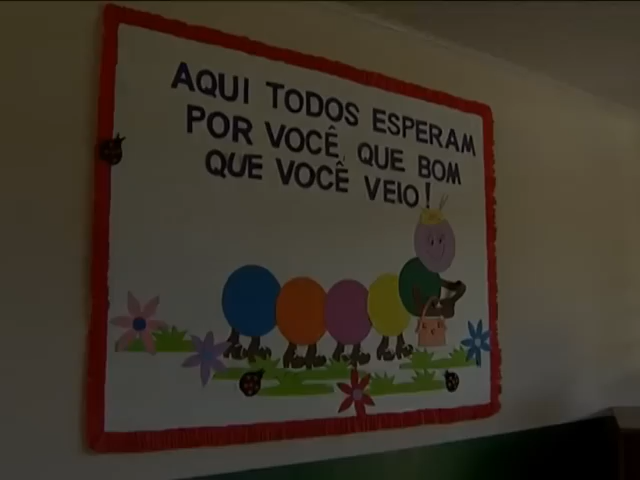 AQUI TODOS ESPERAM
POR VOCÊ, QUE BOM
QUE VOCÊ VEIO!